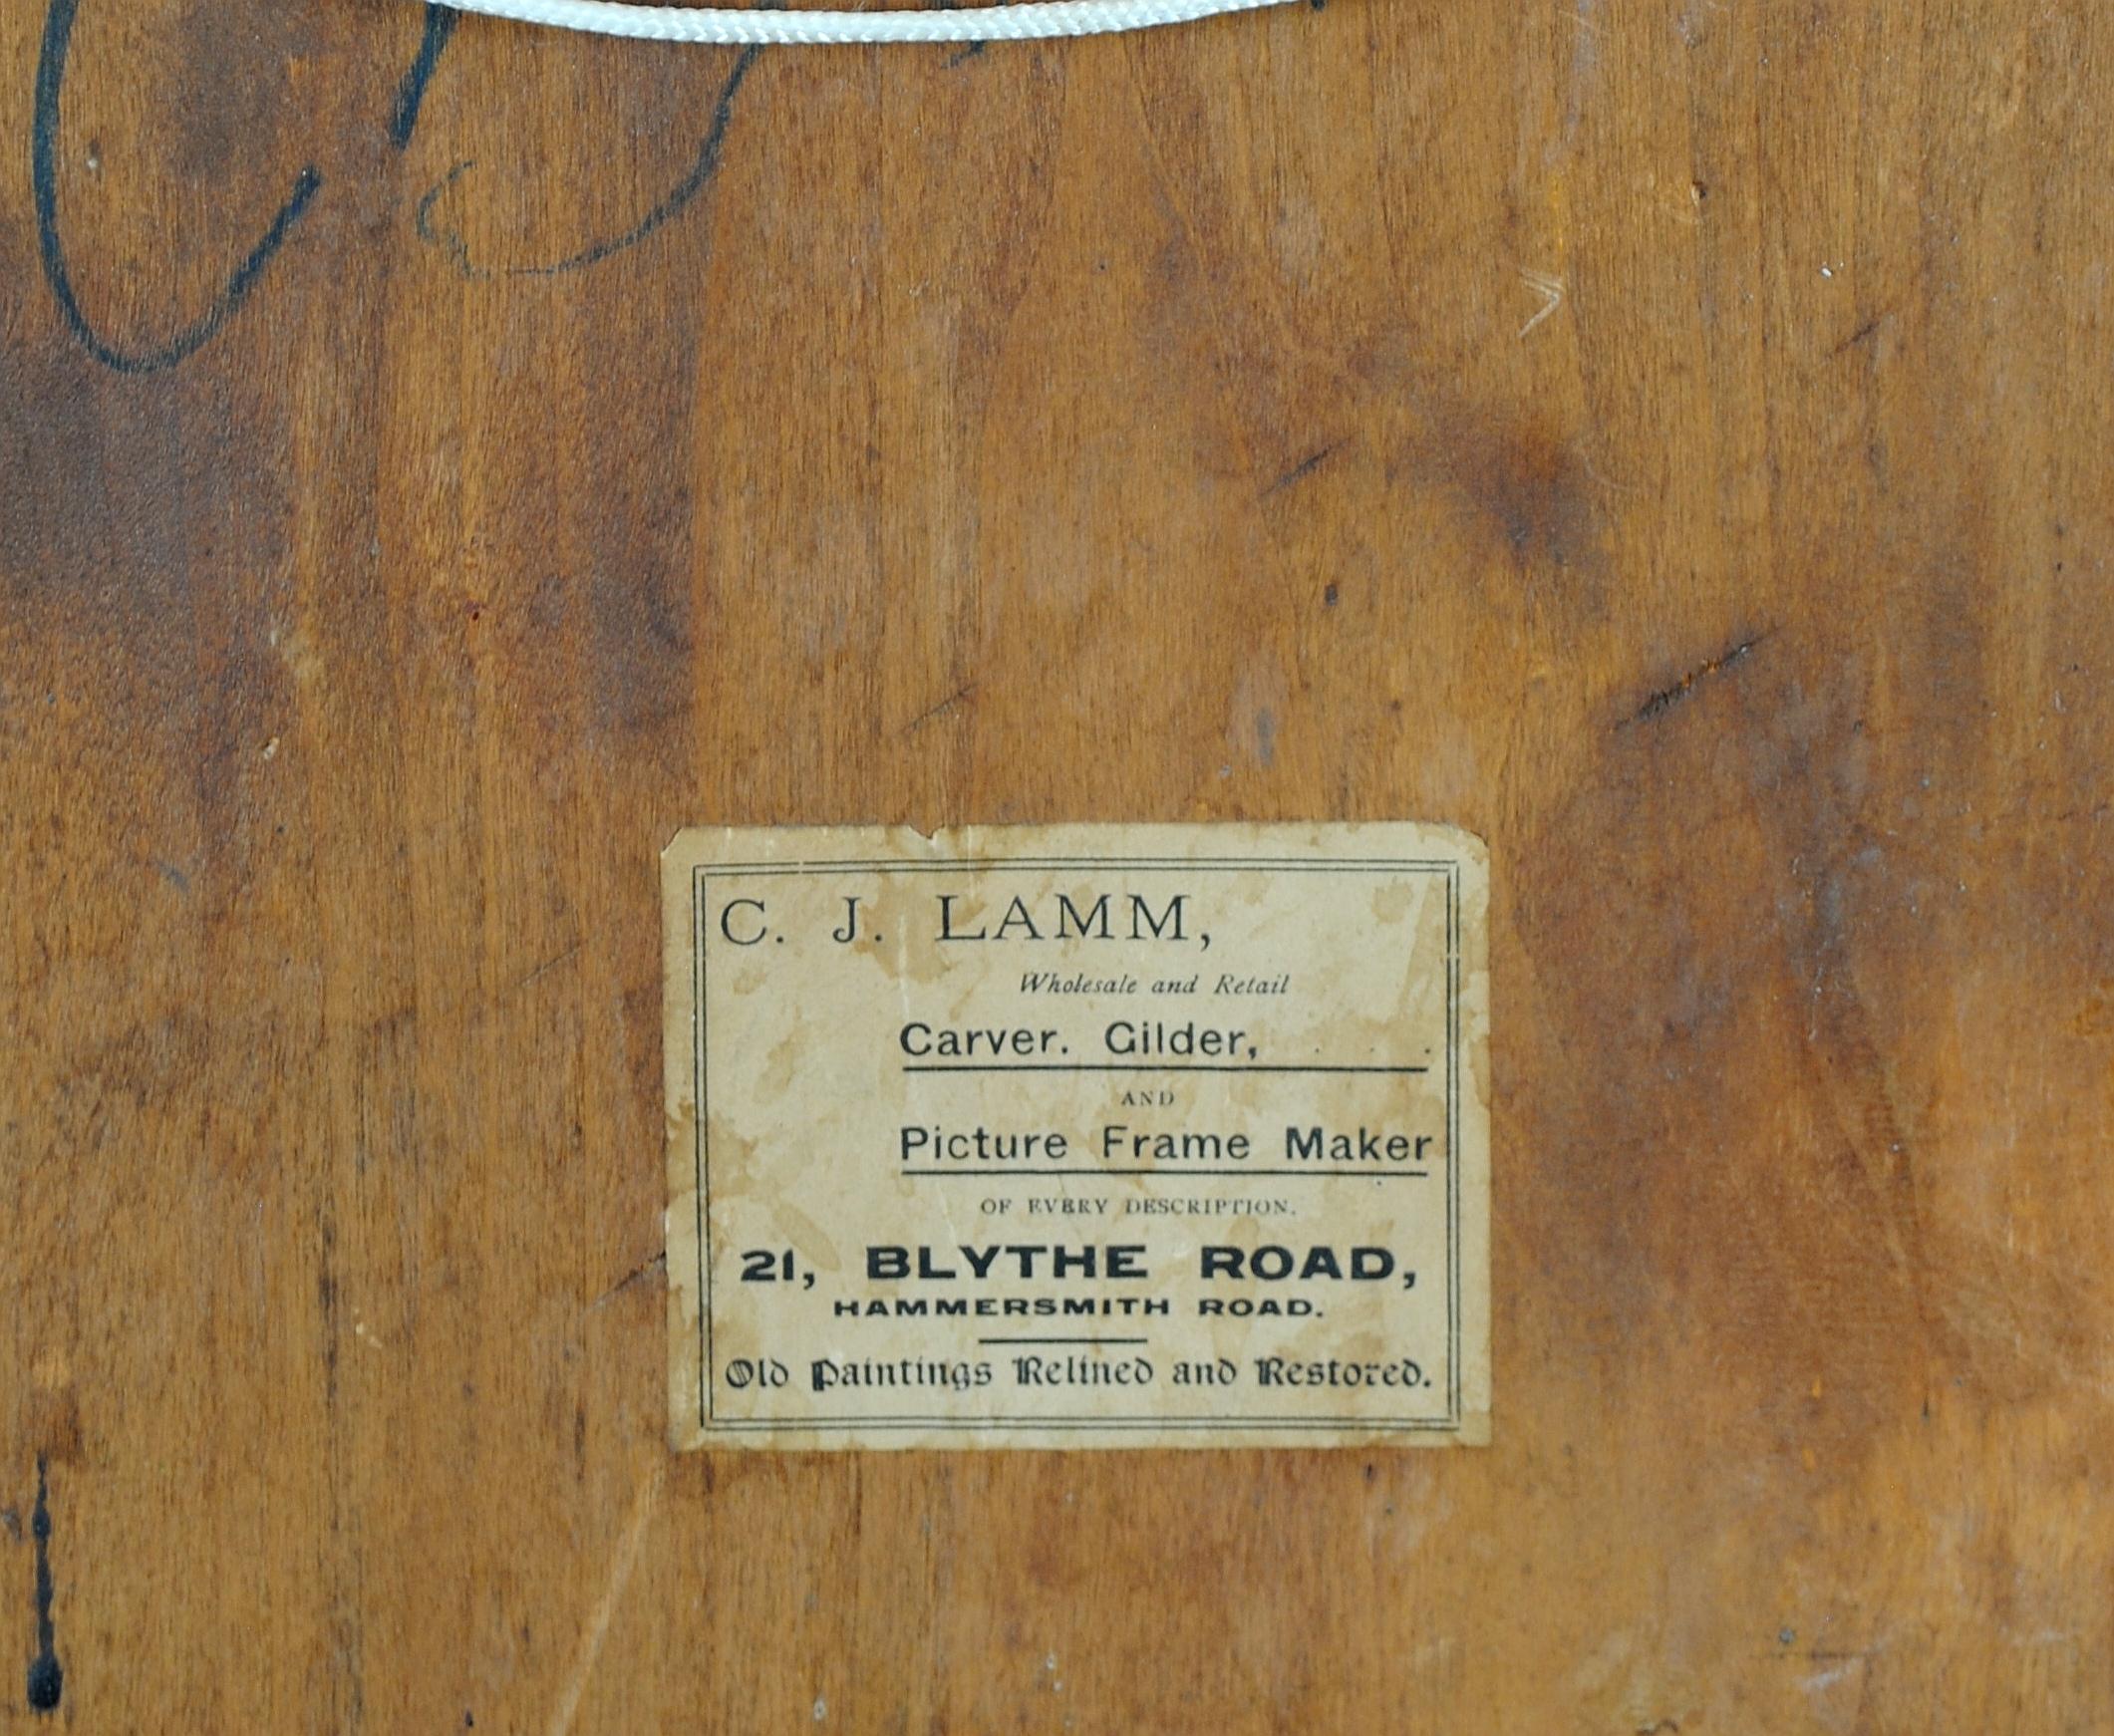 C. J. LAMM,
Wholesale and Retail
Carver. Gilder, . . .
AND
Picture Frame Maker
OF EVERY DESCRIPTION.
21, BLYTHE ROAD,
HAMMERSMITH ROAD.
Old Paintings Relined and Restored.